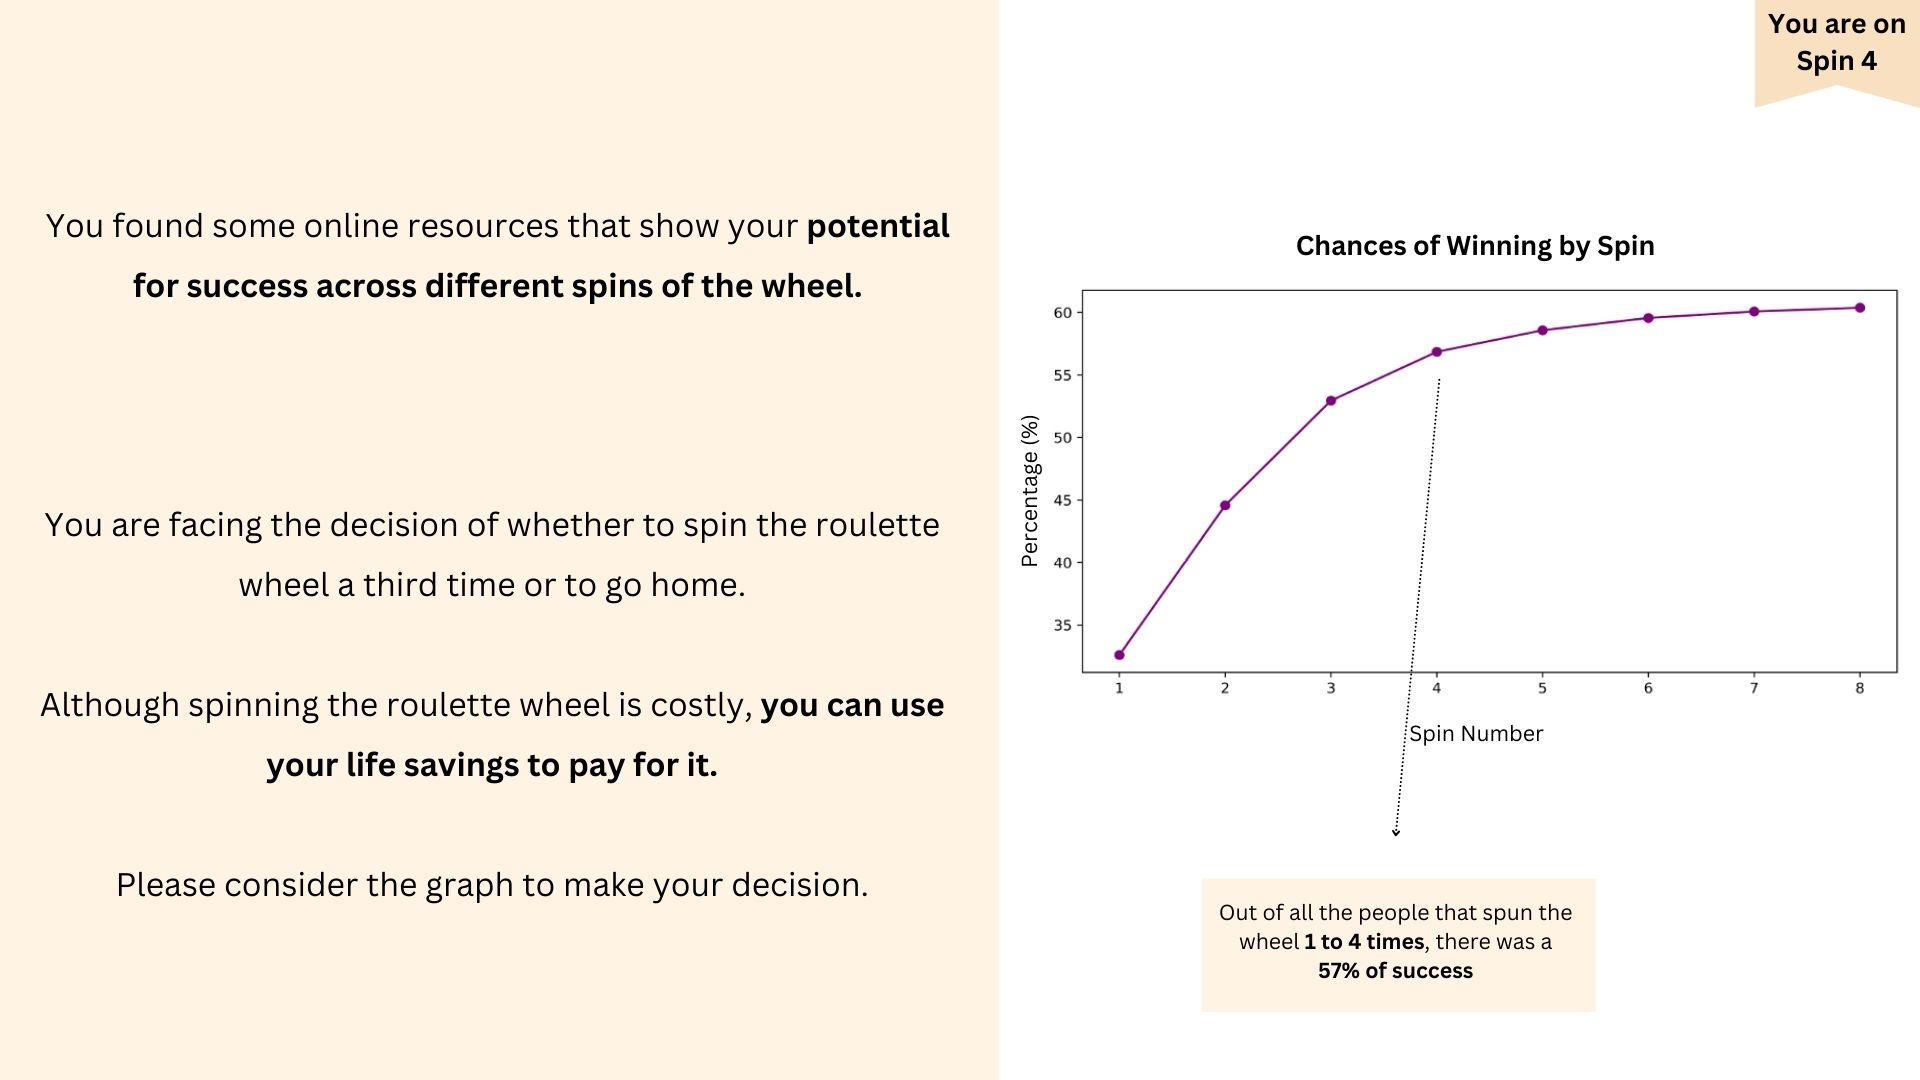 You are on
Spin 4
You found some online resources that show your potential
for success across different spins of the wheel.
You are facing the decision of whether to spin the roulette
wheel a third time or to go home.
Although spinning the roulette wheel is costly, you can use
your life savings to pay for it.
Please consider the graph to make your decision.
Chances of Winning by Spin
Percentage (%)
60
55
50
45
40
35
1 2 3 4 5 6 7 8
Spin Number
Out of all the people that spun the
wheel 1 to 4 times, there was a
57% of success